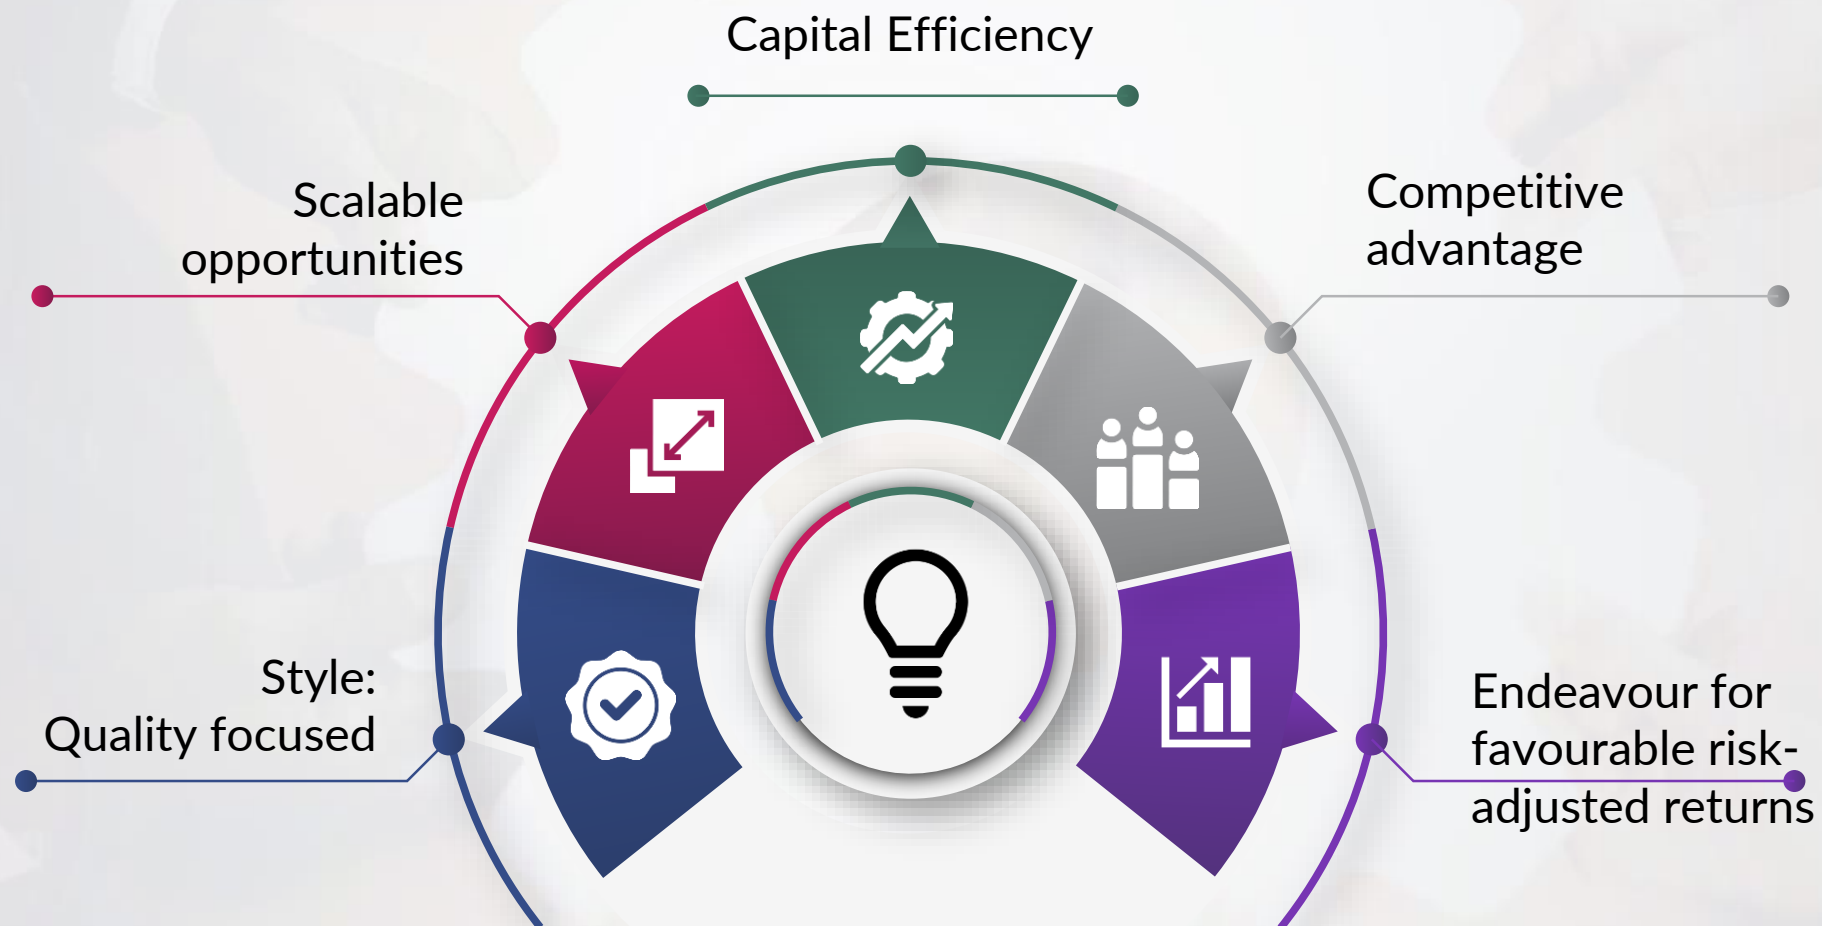 Capital Efficiency
Scalable
opportunities
Competitive
advantage
Style:
Quality focused
Endeavour for
favourable risk-
adjusted returns